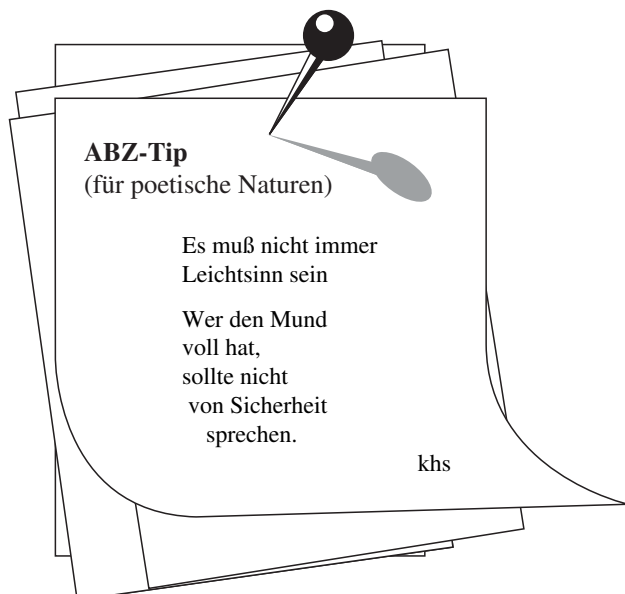 ABZ-Tip
(für poetische Naturen)
Es muß nicht immer
Leichtsinn sein
Wer den Mund
voll hat,
sollte nicht
von Sicherheit
sprechen.
khs